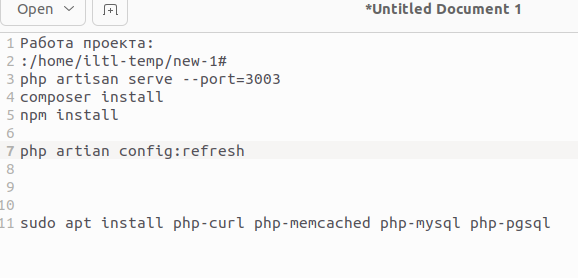 Open
*Untitled Document 1
1 Работа проекта:
2 :/home/iltl-temp/new-1#
3 php artisan serve --port=3003
4 composer install
5 npm install
6
7 php artian config:refresh
8
9
10
11 sudo apt install php-curl php-memcached php-mysql php-pgsql